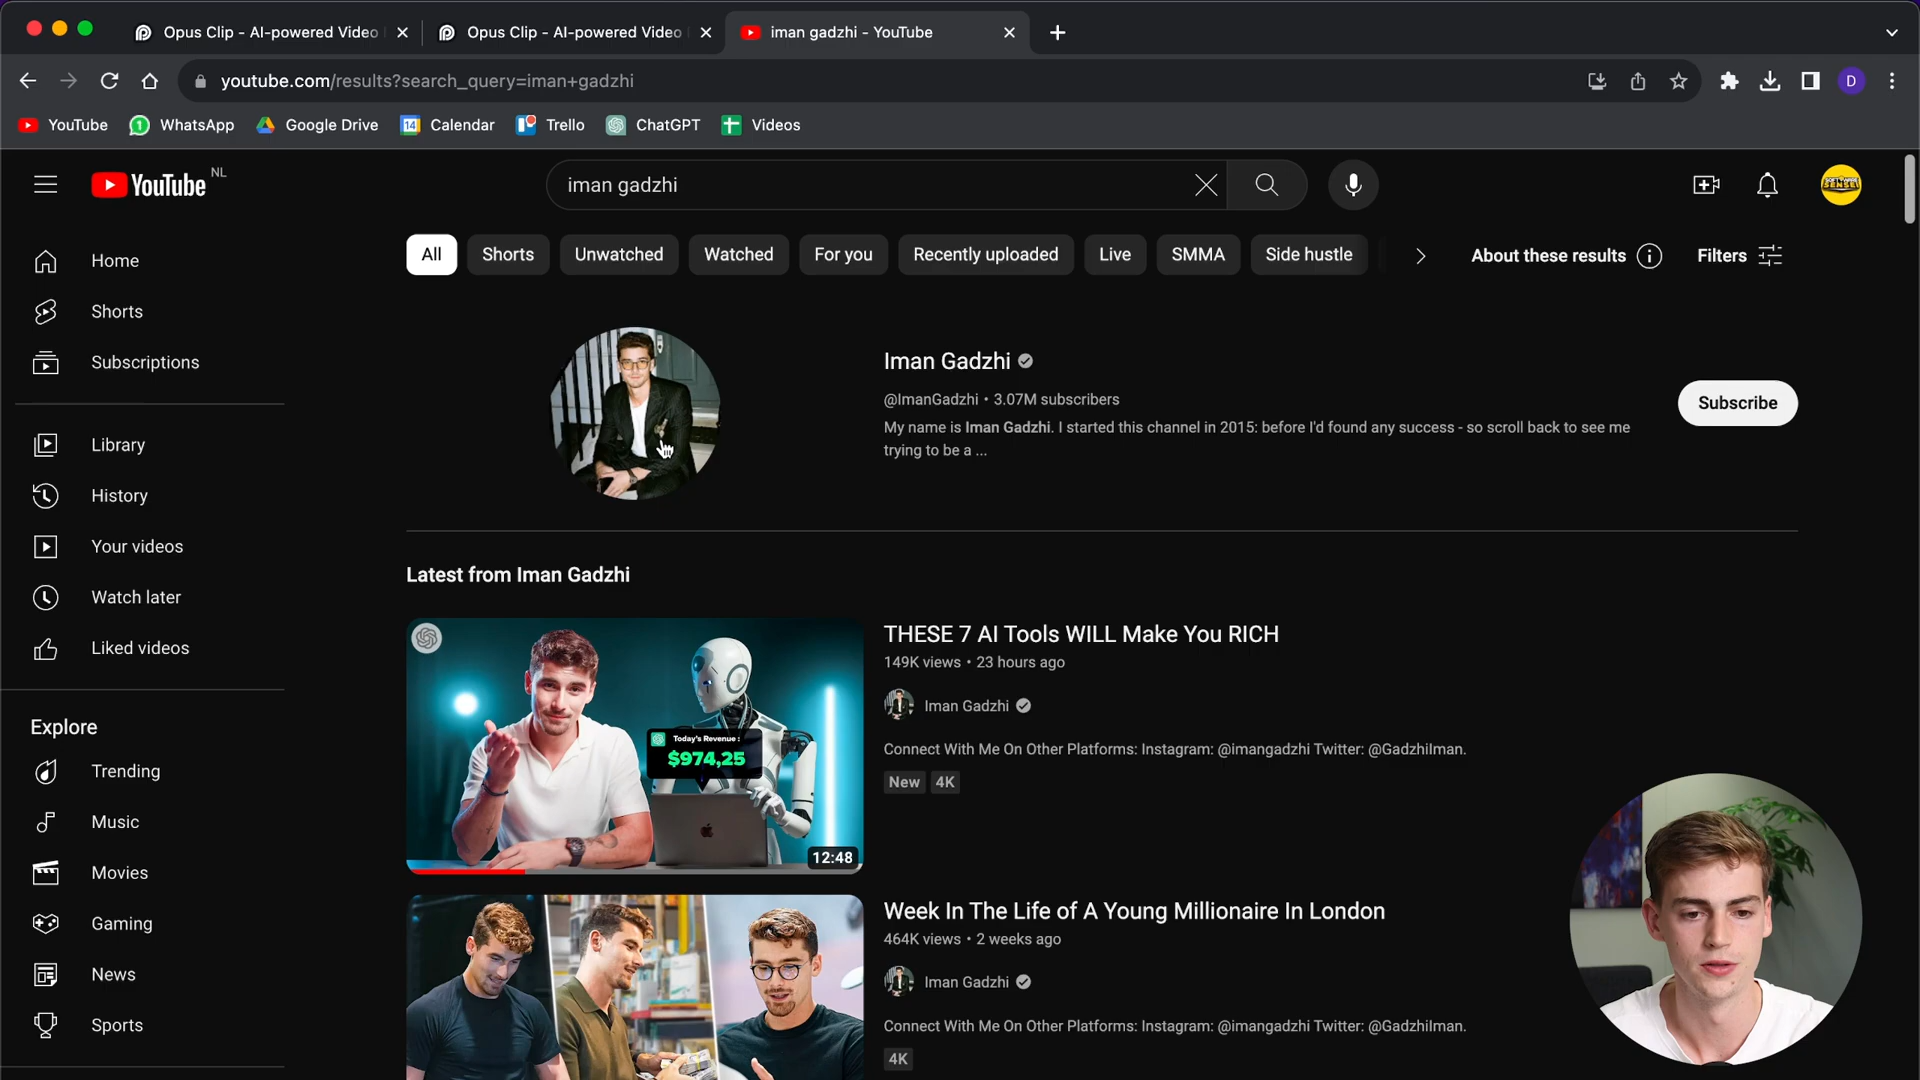 Opus Clip - AI-powered Video
Opus Clip - AI-powered Video
iman gadzhi - YouTube
youtube.com/results?search_query=iman+gadzhi
D
YouTube
WhatsApp
Google Drive
14
Calendar
Trello
ChatGPT
Videos
YouTube NL
iman gadzhi
All
Shorts
Unwatched
Watched
For you
Recently uploaded
Live
SMMA
Side hustle
About these results
Filters
Home
Shorts
Subscriptions
Library
History
Your videos
Watch later
Liked videos
Explore
Trending
Music
Movies
Gaming
News
Sports
Iman Gadzhi
@ImanGadzhi • 3.07M subscribers
My name is Iman Gadzhi. I started this channel in 2015: before I'd found any success - so scroll back to see me
trying to be a ...
Subscribe
Latest from Iman Gadzhi
Today's Revenue :
$974,25
12:48
THESE 7 AI Tools WILL Make You RICH
149K views • 23 hours ago
Iman Gadzhi
Connect With Me On Other Platforms: Instagram: @imangadzhi Twitter: @GadzhiIman.
New
4K
Week In The Life of A Young Millionaire In London
464K views • 2 weeks ago
Iman Gadzhi
Connect With Me On Other Platforms: Instagram: @imangadzhi Twitter: @GadzhiIman.
4K